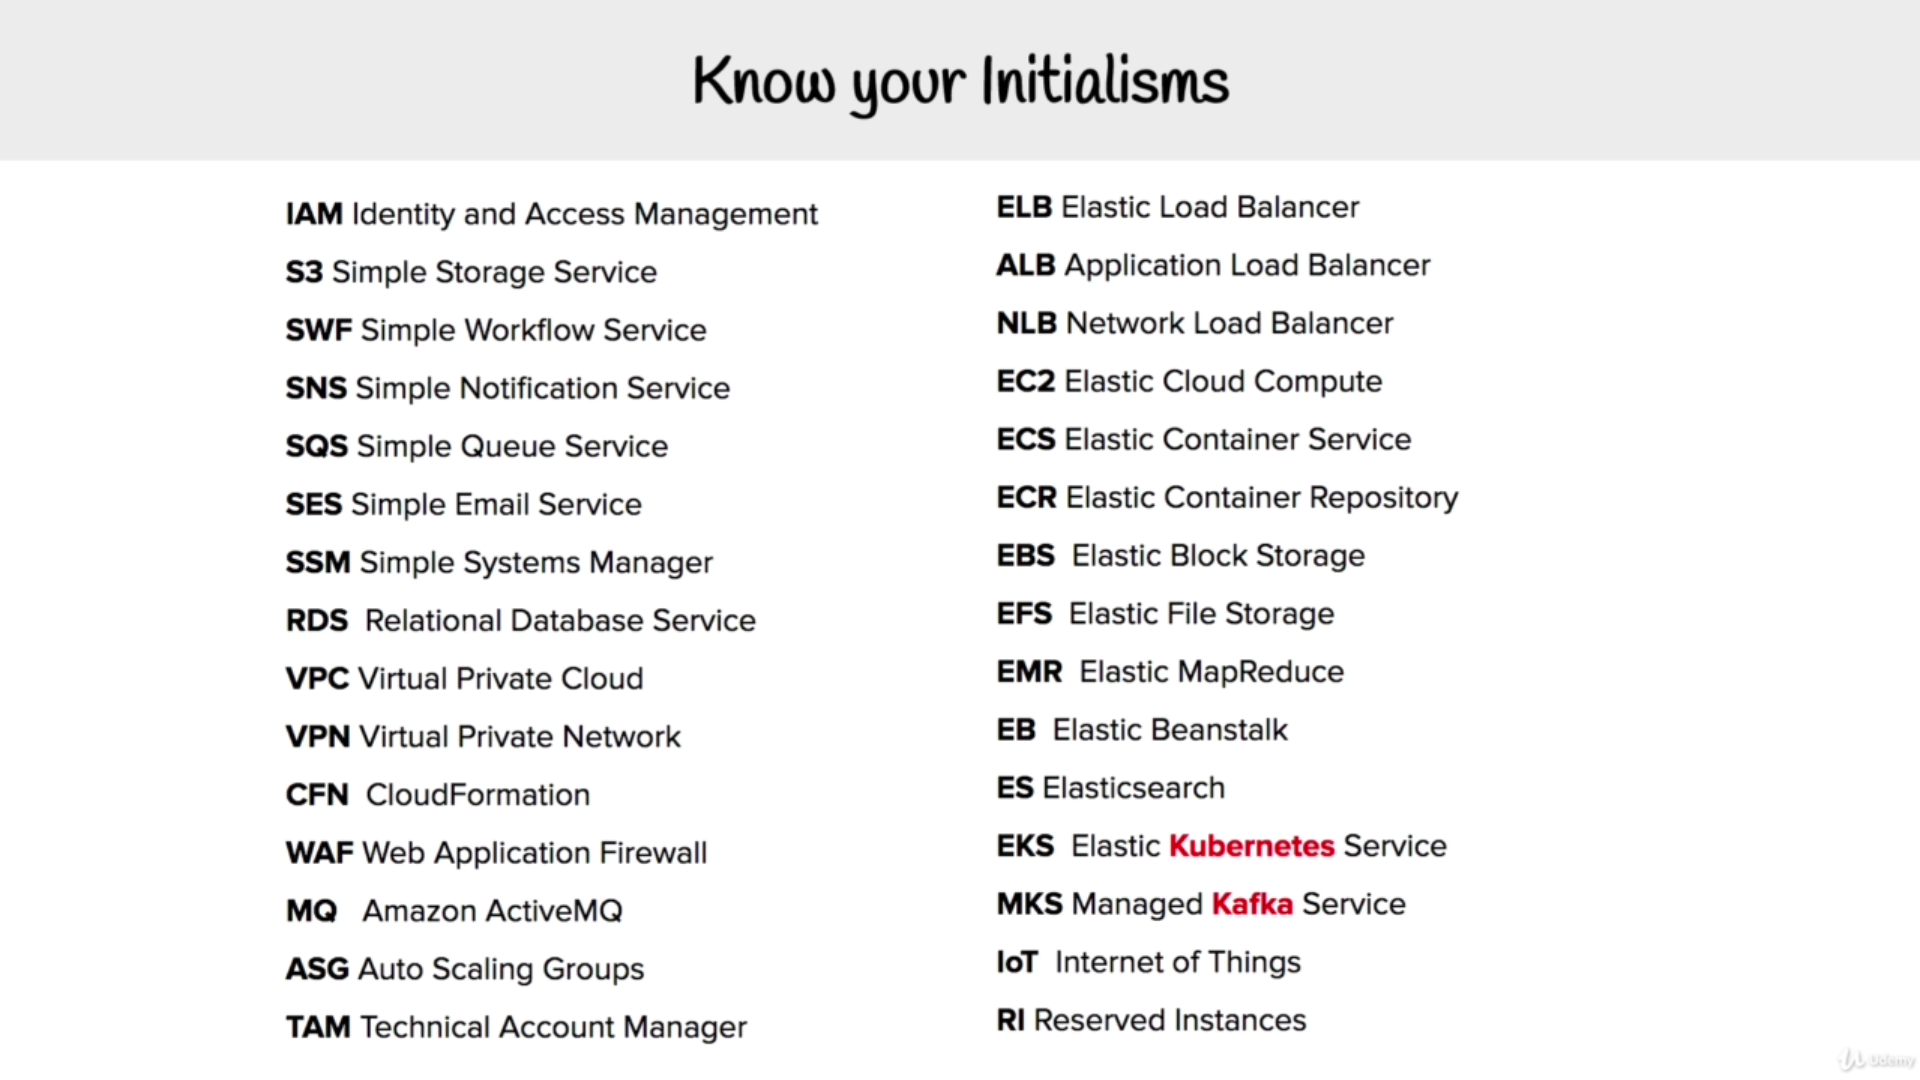 Know your Initialisms
IAM Identity and Access Management
S3 Simple Storage Service
SWF Simple Workflow Service
SNS Simple Notification Service
SQS Simple Queue Service
SES Simple Email Service
SSM Simple Systems Manager
RDS Relational Database Service
VPC Virtual Private Cloud
VPN Virtual Private Network
CFN CloudFormation
WAF Web Application Firewall
MQ Amazon ActiveMQ
ASG Auto Scaling Groups
TAM Technical Account Manager
ELB Elastic Load Balancer
ALB Application Load Balancer
NLB Network Load Balancer
EC2 Elastic Cloud Compute
ECS Elastic Container Service
ECR Elastic Container Repository
EBS Elastic Block Storage
EFS Elastic File Storage
EMR Elastic MapReduce
EB Elastic Beanstalk
ES Elasticsearch
EKS Elastic Kubernetes Service
MKS Managed Kafka Service
IoT Internet of Things
RI Reserved Instances
Udemy